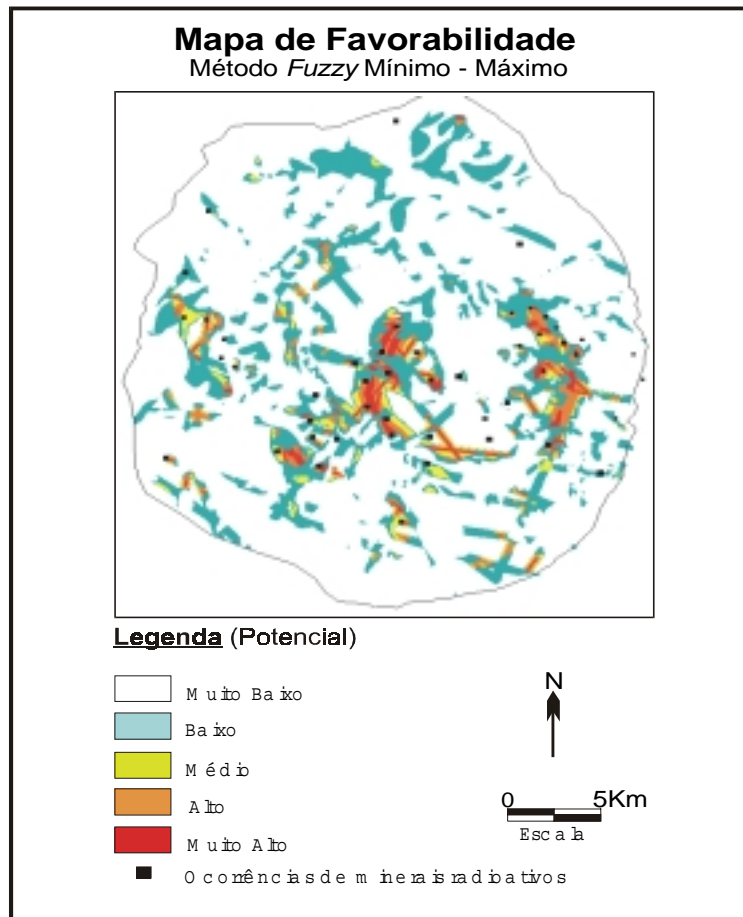 Mapa de Favorabilidade
Método Fuzzy Mínimo - Máximo
Legenda (Potencial)
Muito Baixo
Baixo
Médio
Alto
Muito Alto
Ocorrências de minerais radioativos
N
0 5Km
Escala